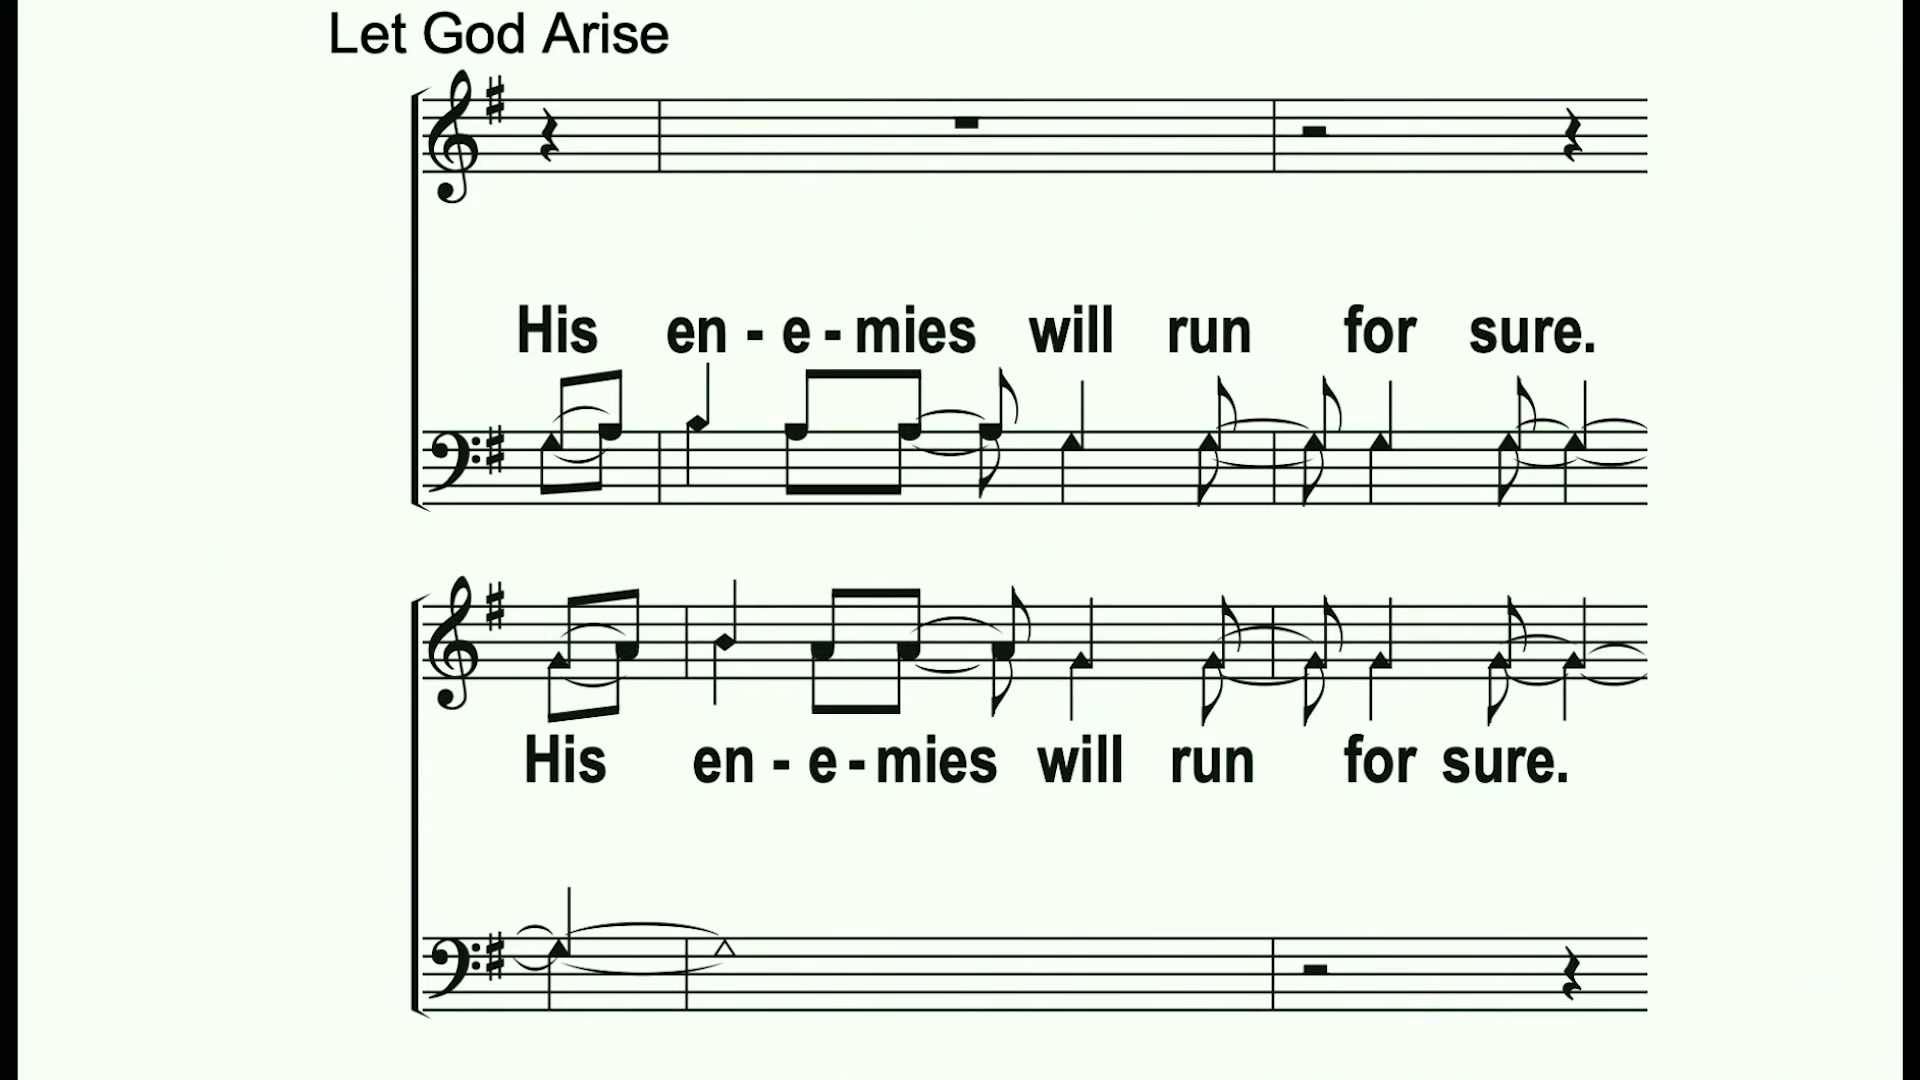 Let God Arise
His en - e - mies will run for sure.
His en - e - mies will run for sure.